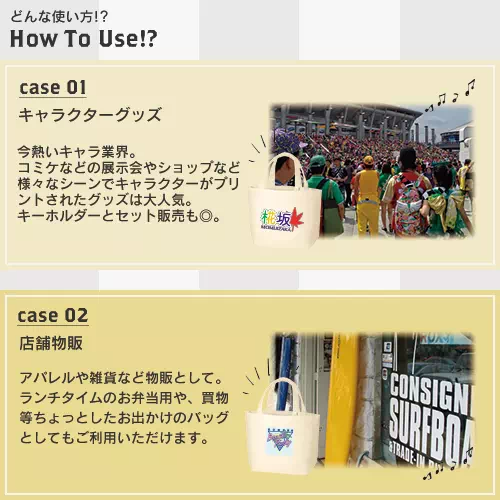 どんな使い方!?
How To Use!?
case 01
キャラクターグッズ
今熱いキャラ業界。
コミケなどの展示会やショップなど
様々なシーンでキャラクターがプリ
ントされたグッズは大人気。
キーホルダーとセット販売も◎。
椛坂
MOMIJIZAKA
case 02
店舗物販
アパレルや雑貨など物販として。
ランチタイムのお弁当用や、買物
等ちょっとしたお出かけのバッグ
としてもご利用いただけます。
CONSIGN
SURFBOA